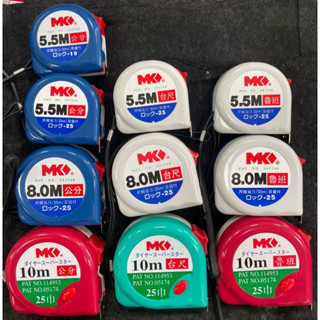 MK
5.5M 公分
ロック-19
MK
5.5M 公分
ロック-25
MK
5.5M 台尺
ロック-25
MK
5.5M 魯班
ロック-25
MK
8.0M 公分
ロック-25
MK
8.0M 台尺
ロック-25
MK
8.0M 魯班
ロック-25
MK
ダイヤースーパースター
10m 公分
PAT NO.114953
PAT NO.85174
25巾
MK
ダイヤースーパースター
10m 台尺
PAT NO.114953
PAT NO.85174
25巾
MK
ダイヤースーパースター
10m 魯班
PAT NO.114953
PAT NO.85174
25巾